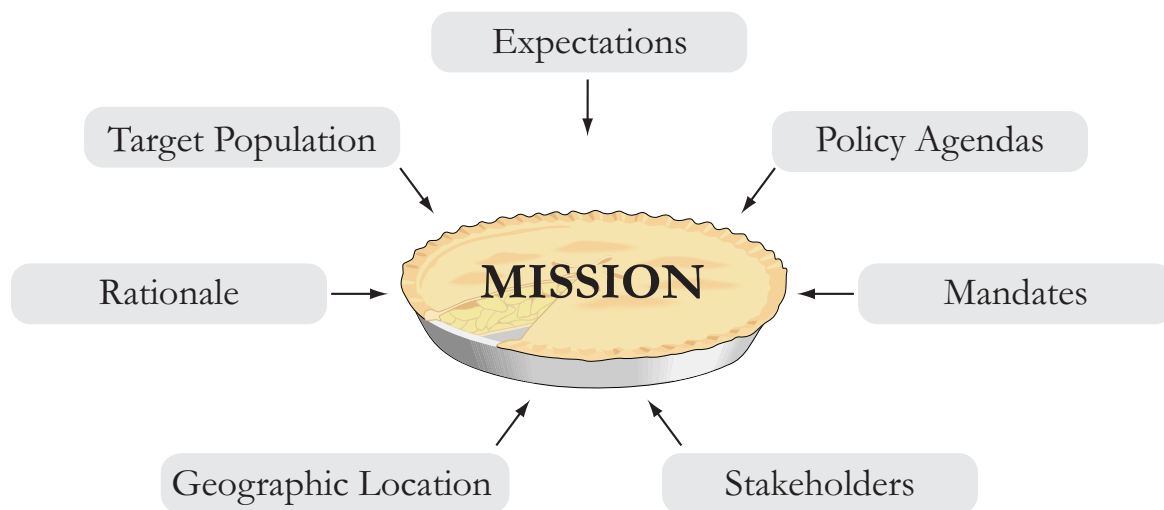 Expectations
Target Population
Policy Agendas
MISSION
Rationale
Mandates
Geographic Location
Stakeholders